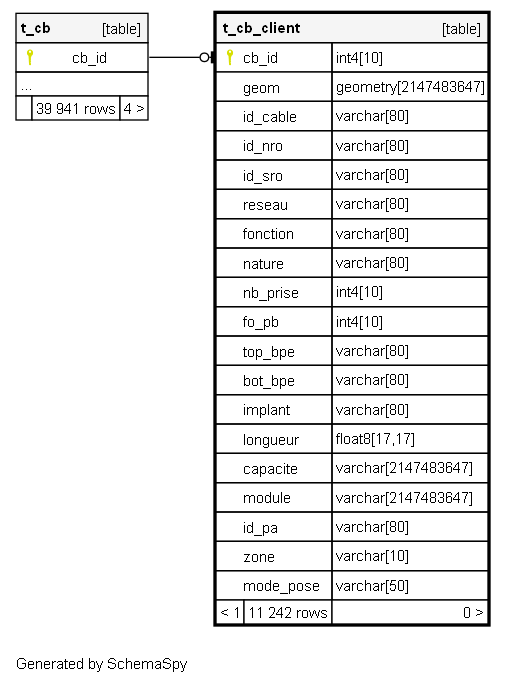 t_cb [table]
cb_id
...
39 941 rows 4 >
t_cb_client [table]
cb_id int4[10]
geom geometry[2147483647]
id_cable varchar[80]
id_nro varchar[80]
id_sro varchar[80]
reseau varchar[80]
fonction varchar[80]
nature varchar[80]
nb_prise int4[10]
fo_pb int4[10]
top_bpe varchar[80]
bot_bpe varchar[80]
implant varchar[80]
longueur float8[17,17]
capacite varchar[2147483647]
module varchar[2147483647]
id_pa varchar[80]
zone varchar[10]
mode_pose varchar[50]
< 1 11 242 rows 0 >
Generated by SchemaSpy